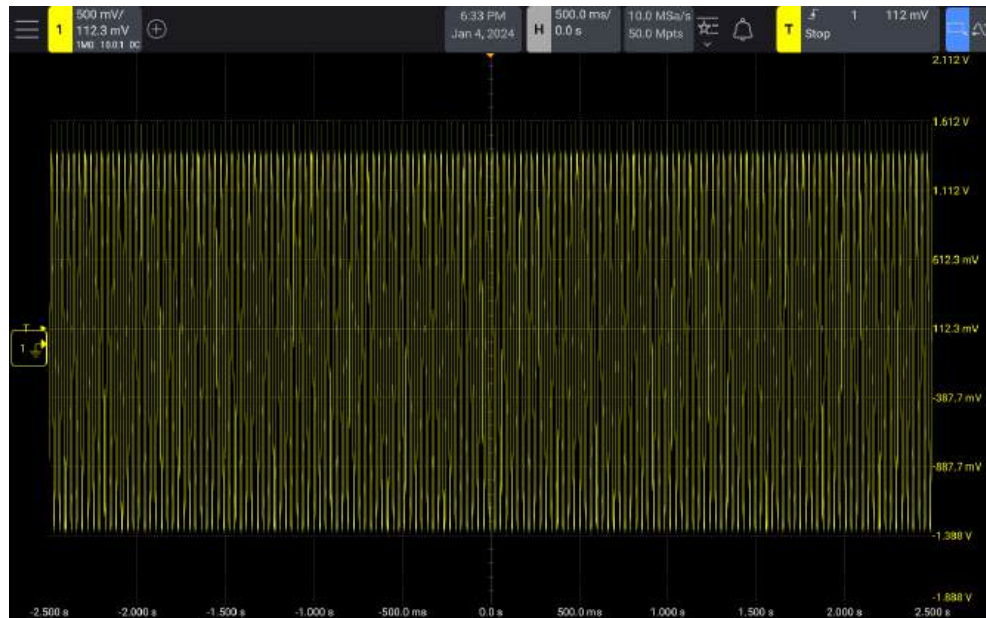 1
500 mV/
112.3 mV
1MΩ 10.0:1 DC
6:33 PM
Jan 4, 2024
H
500.0 ms/
0.0 s
10.0 MSa/s
50.0 Mpts
T
1
112 mV
Stop
2.112 V
1.612 V
1.112 V
612.3 mV
T
112.3 mV
1
-387.7 mV
-887.7 mV
-1.388 V
-1.888 V
-2.500 s
-2.000 s
-1.500 s
-1.000 s
-500.0 ms
0.0 s
500.0 ms
1.000 s
1.500 s
2.000 s
2.500 s